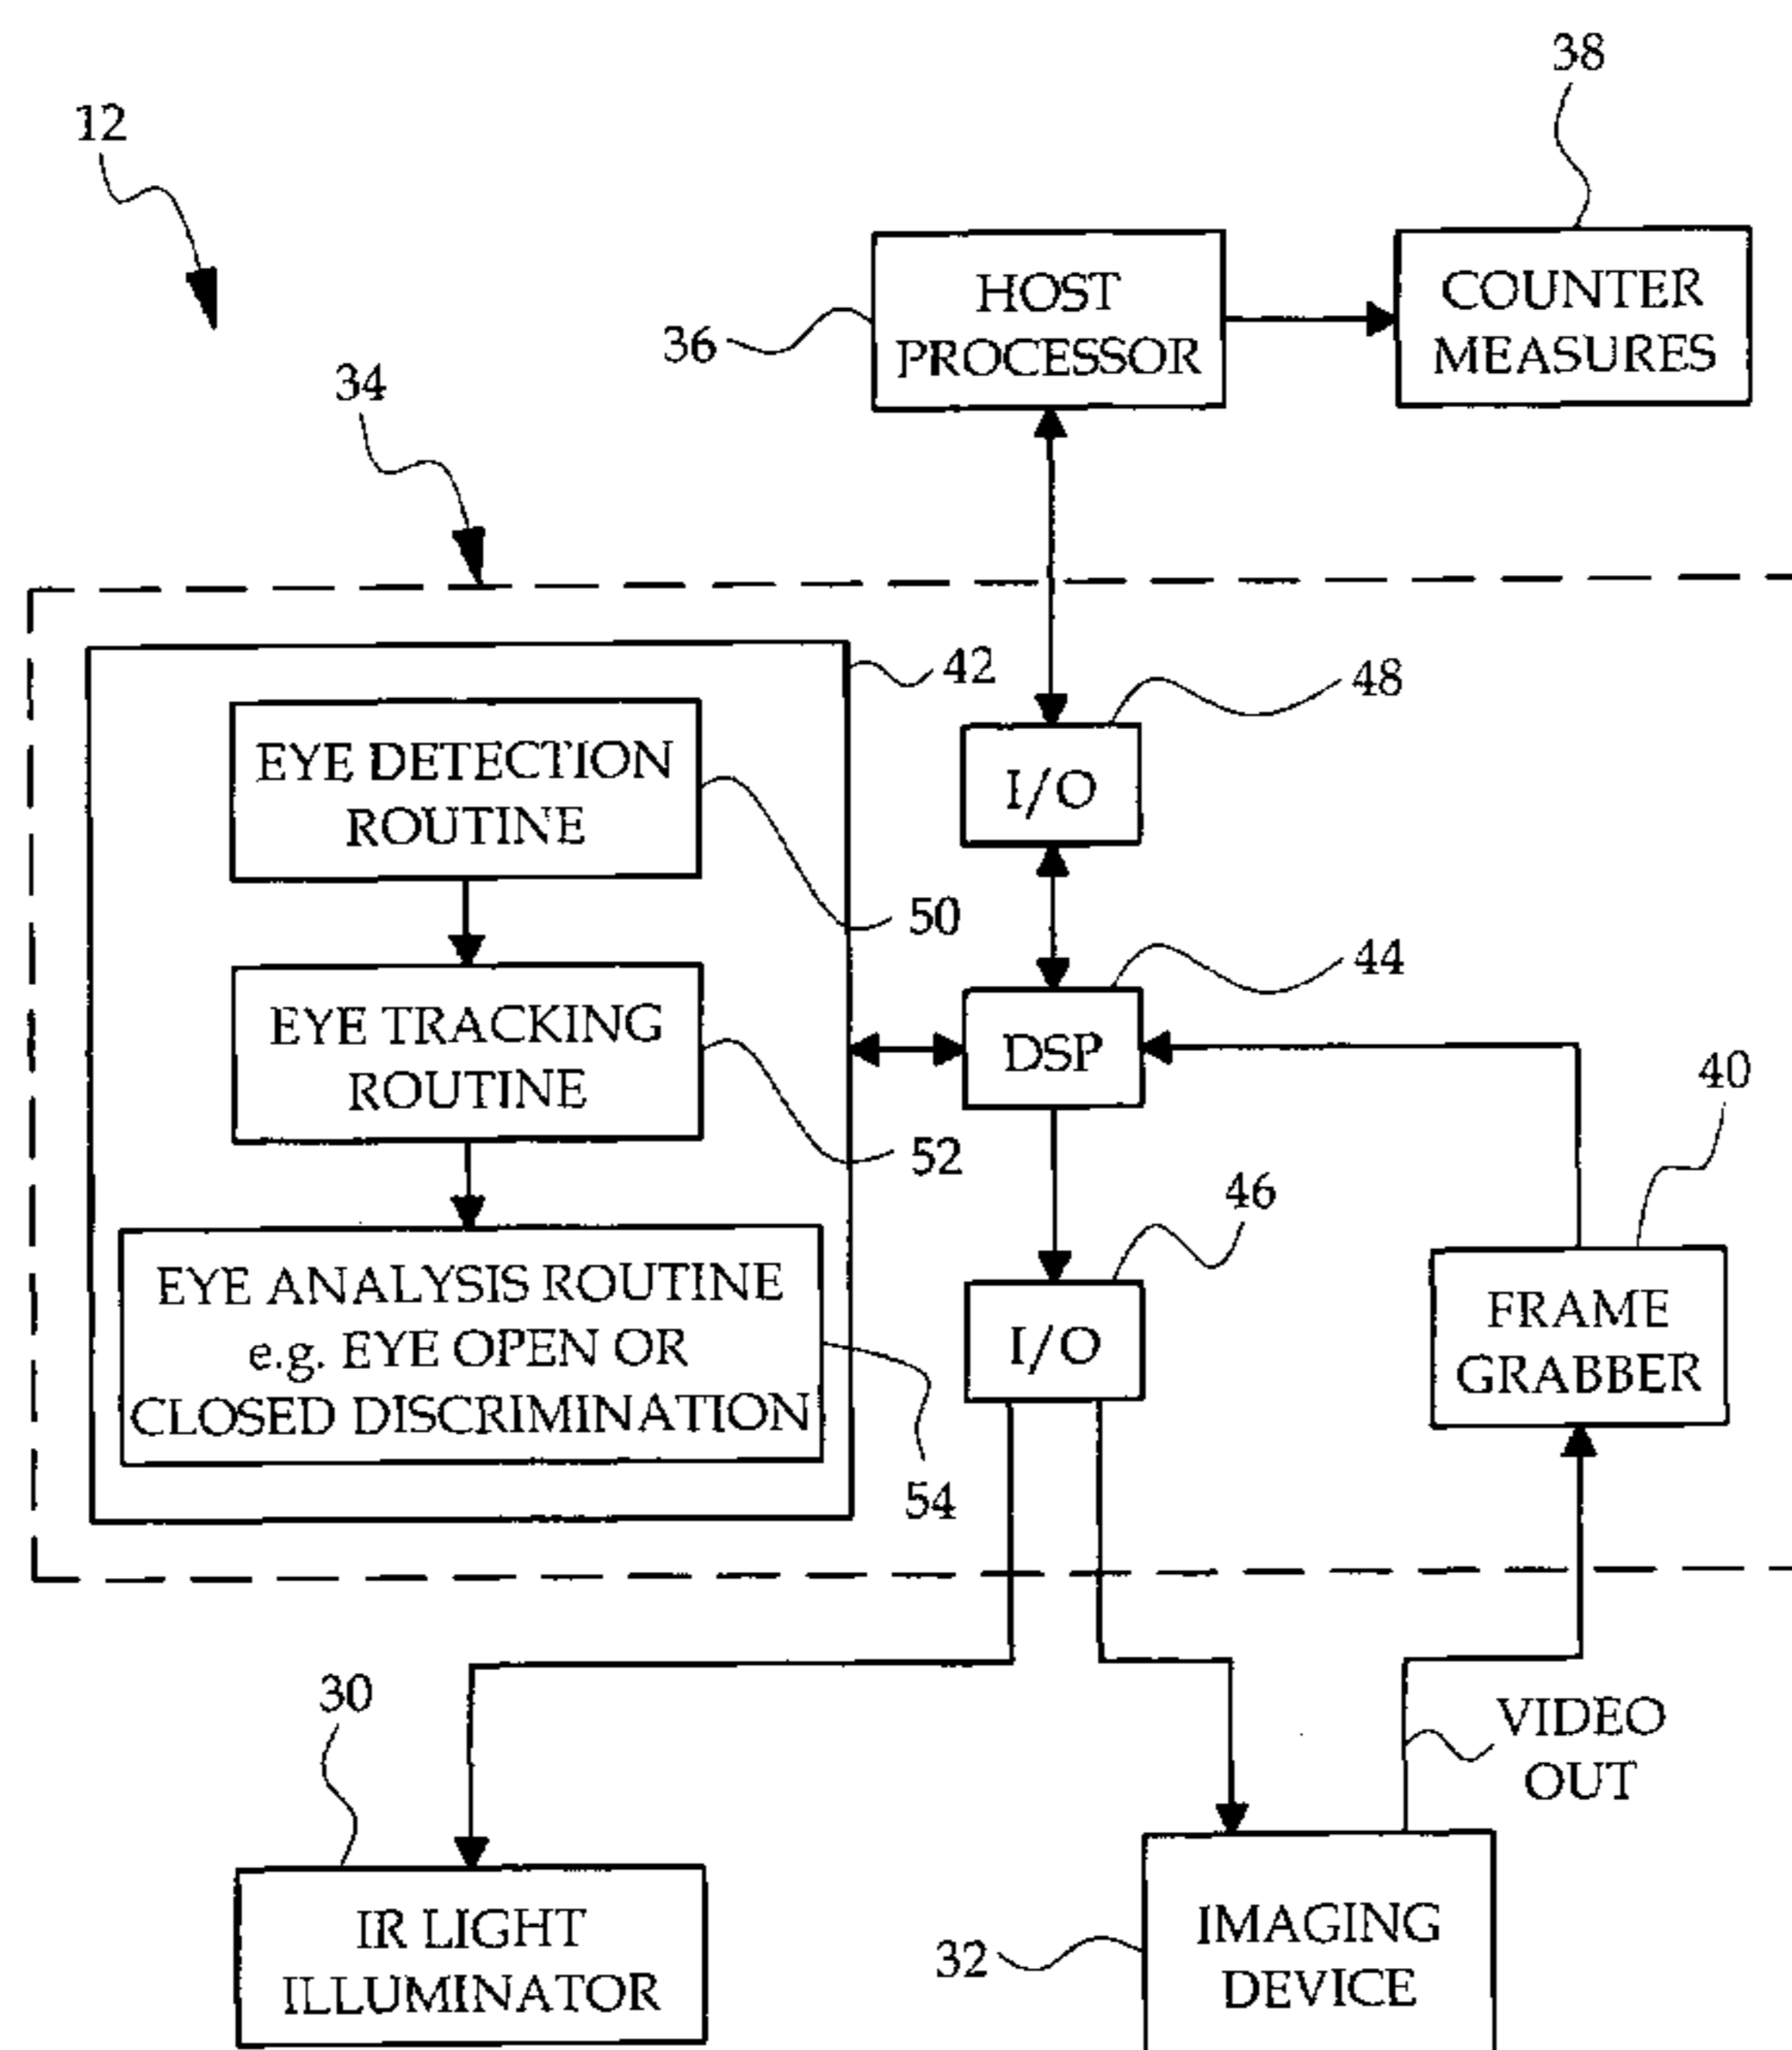 38
12
HOST
PROCESSOR
COUNTER
MEASURES
36
34
42
48
EYE DETECTION
ROUTINE
I/O
50
44
EYE TRACKING
ROUTINE
DSP
40
52
46
EYE ANALYSIS ROUTINE
e.g. EYE OPEN OR
CLOSED DISCRIMINATION
I/O
FRAME
GRABBER
54
30
VIDEO
OUT
IR LIGHT
ILLUMINATOR
32
IMAGING
DEVICE